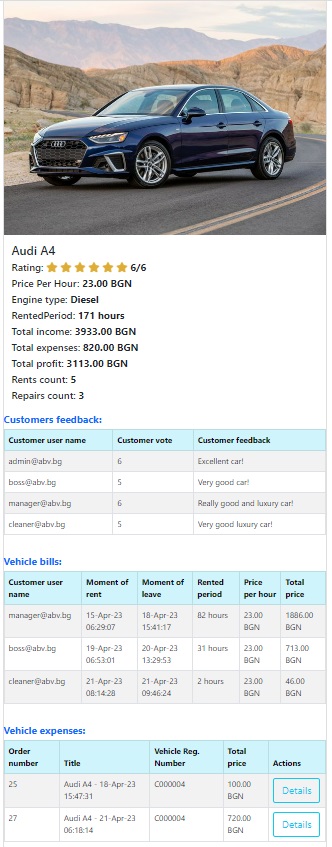 Audi A4
Rating: 6/6
Price Per Hour: 23.00 BGN
Engine type: Diesel
RentedPeriod: 171 hours
Total income: 3933.00 BGN
Total expenses: 820.00 BGN
Total profit: 3113.00 BGN
Rents count: 5
Repairs count: 3
Customers feedback:
Customer user name Customer vote Customer feedback
admin@abv.bg 6 Excellent car!
boss@abv.bg 5 Very good car!
manager@abv.bg 6 Really good and luxury car!
cleaner@abv.bg 5 Very good luxury car!
Vehicle bills:
Customer user Moment of Moment of Rented Price Total
name rent leave period per hour price
manager@abv.bg 15-Apr-23 18-Apr-23 82 hours 23.00 1886.00
06:29:07 15:41:17 BGN BGN
boss@abv.bg 19-Apr-23 20-Apr-23 31 hours 23.00 713.00
06:53:01 13:29:53 BGN BGN
cleaner@abv.bg 21-Apr-23 21-Apr-23 2 hours 23.00 46.00
08:14:28 09:46:24 BGN BGN
Vehicle expenses:
Order Vehicle Reg. Total
number Title Number price Actions
25 Audi A4 - 18-Apr-23 C000004 100.00 Details
15:47:31 BGN
27 Audi A4 - 21-Apr-23 C000004 720.00 Details
06:18:14 BGN